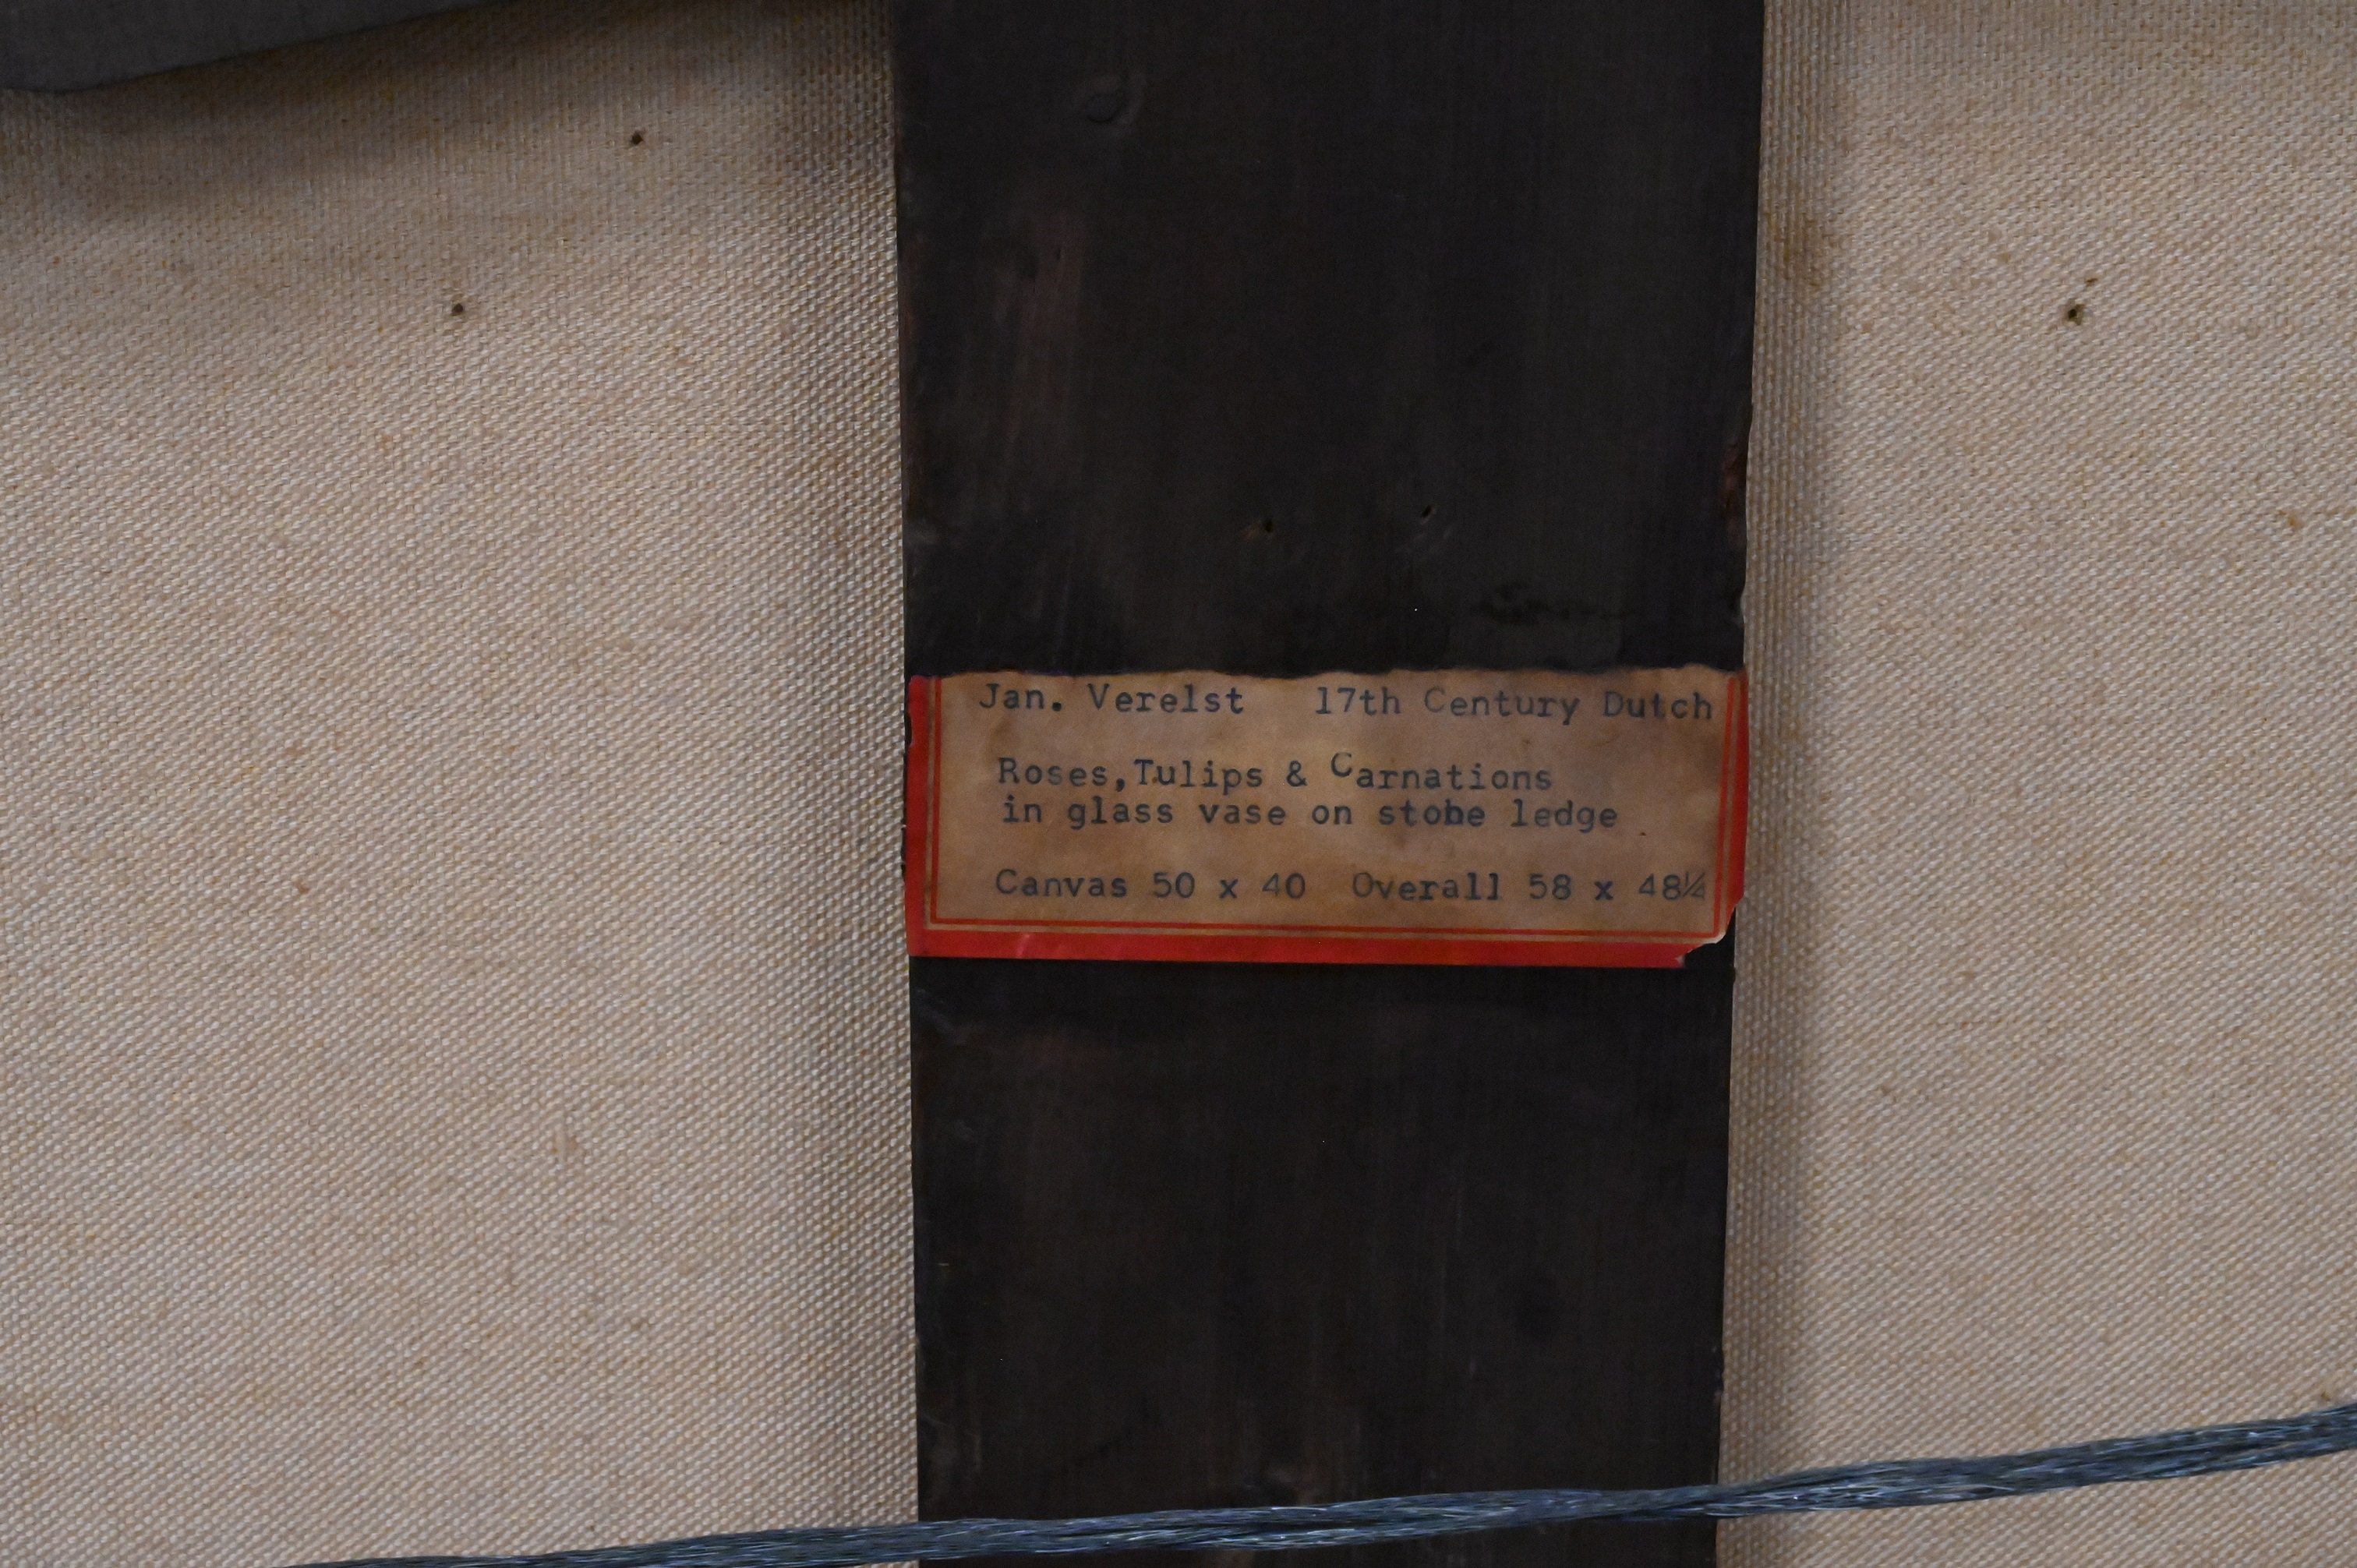 Jan. Verelst 17th Century Dutch
Roses,Tulips & Carnations
in glass vase on stobe ledge
Canvas 50 x 40 Overall 58 x 48¼